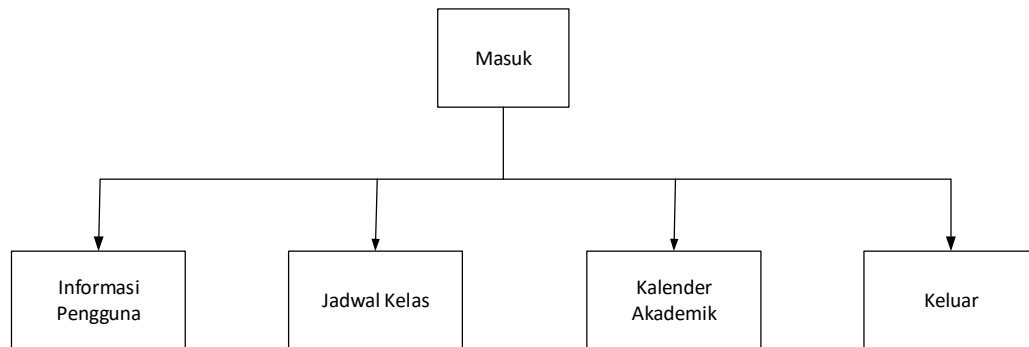 Masuk
Informasi
Pengguna
Jadwal Kelas
Kalender
Akademik
Keluar